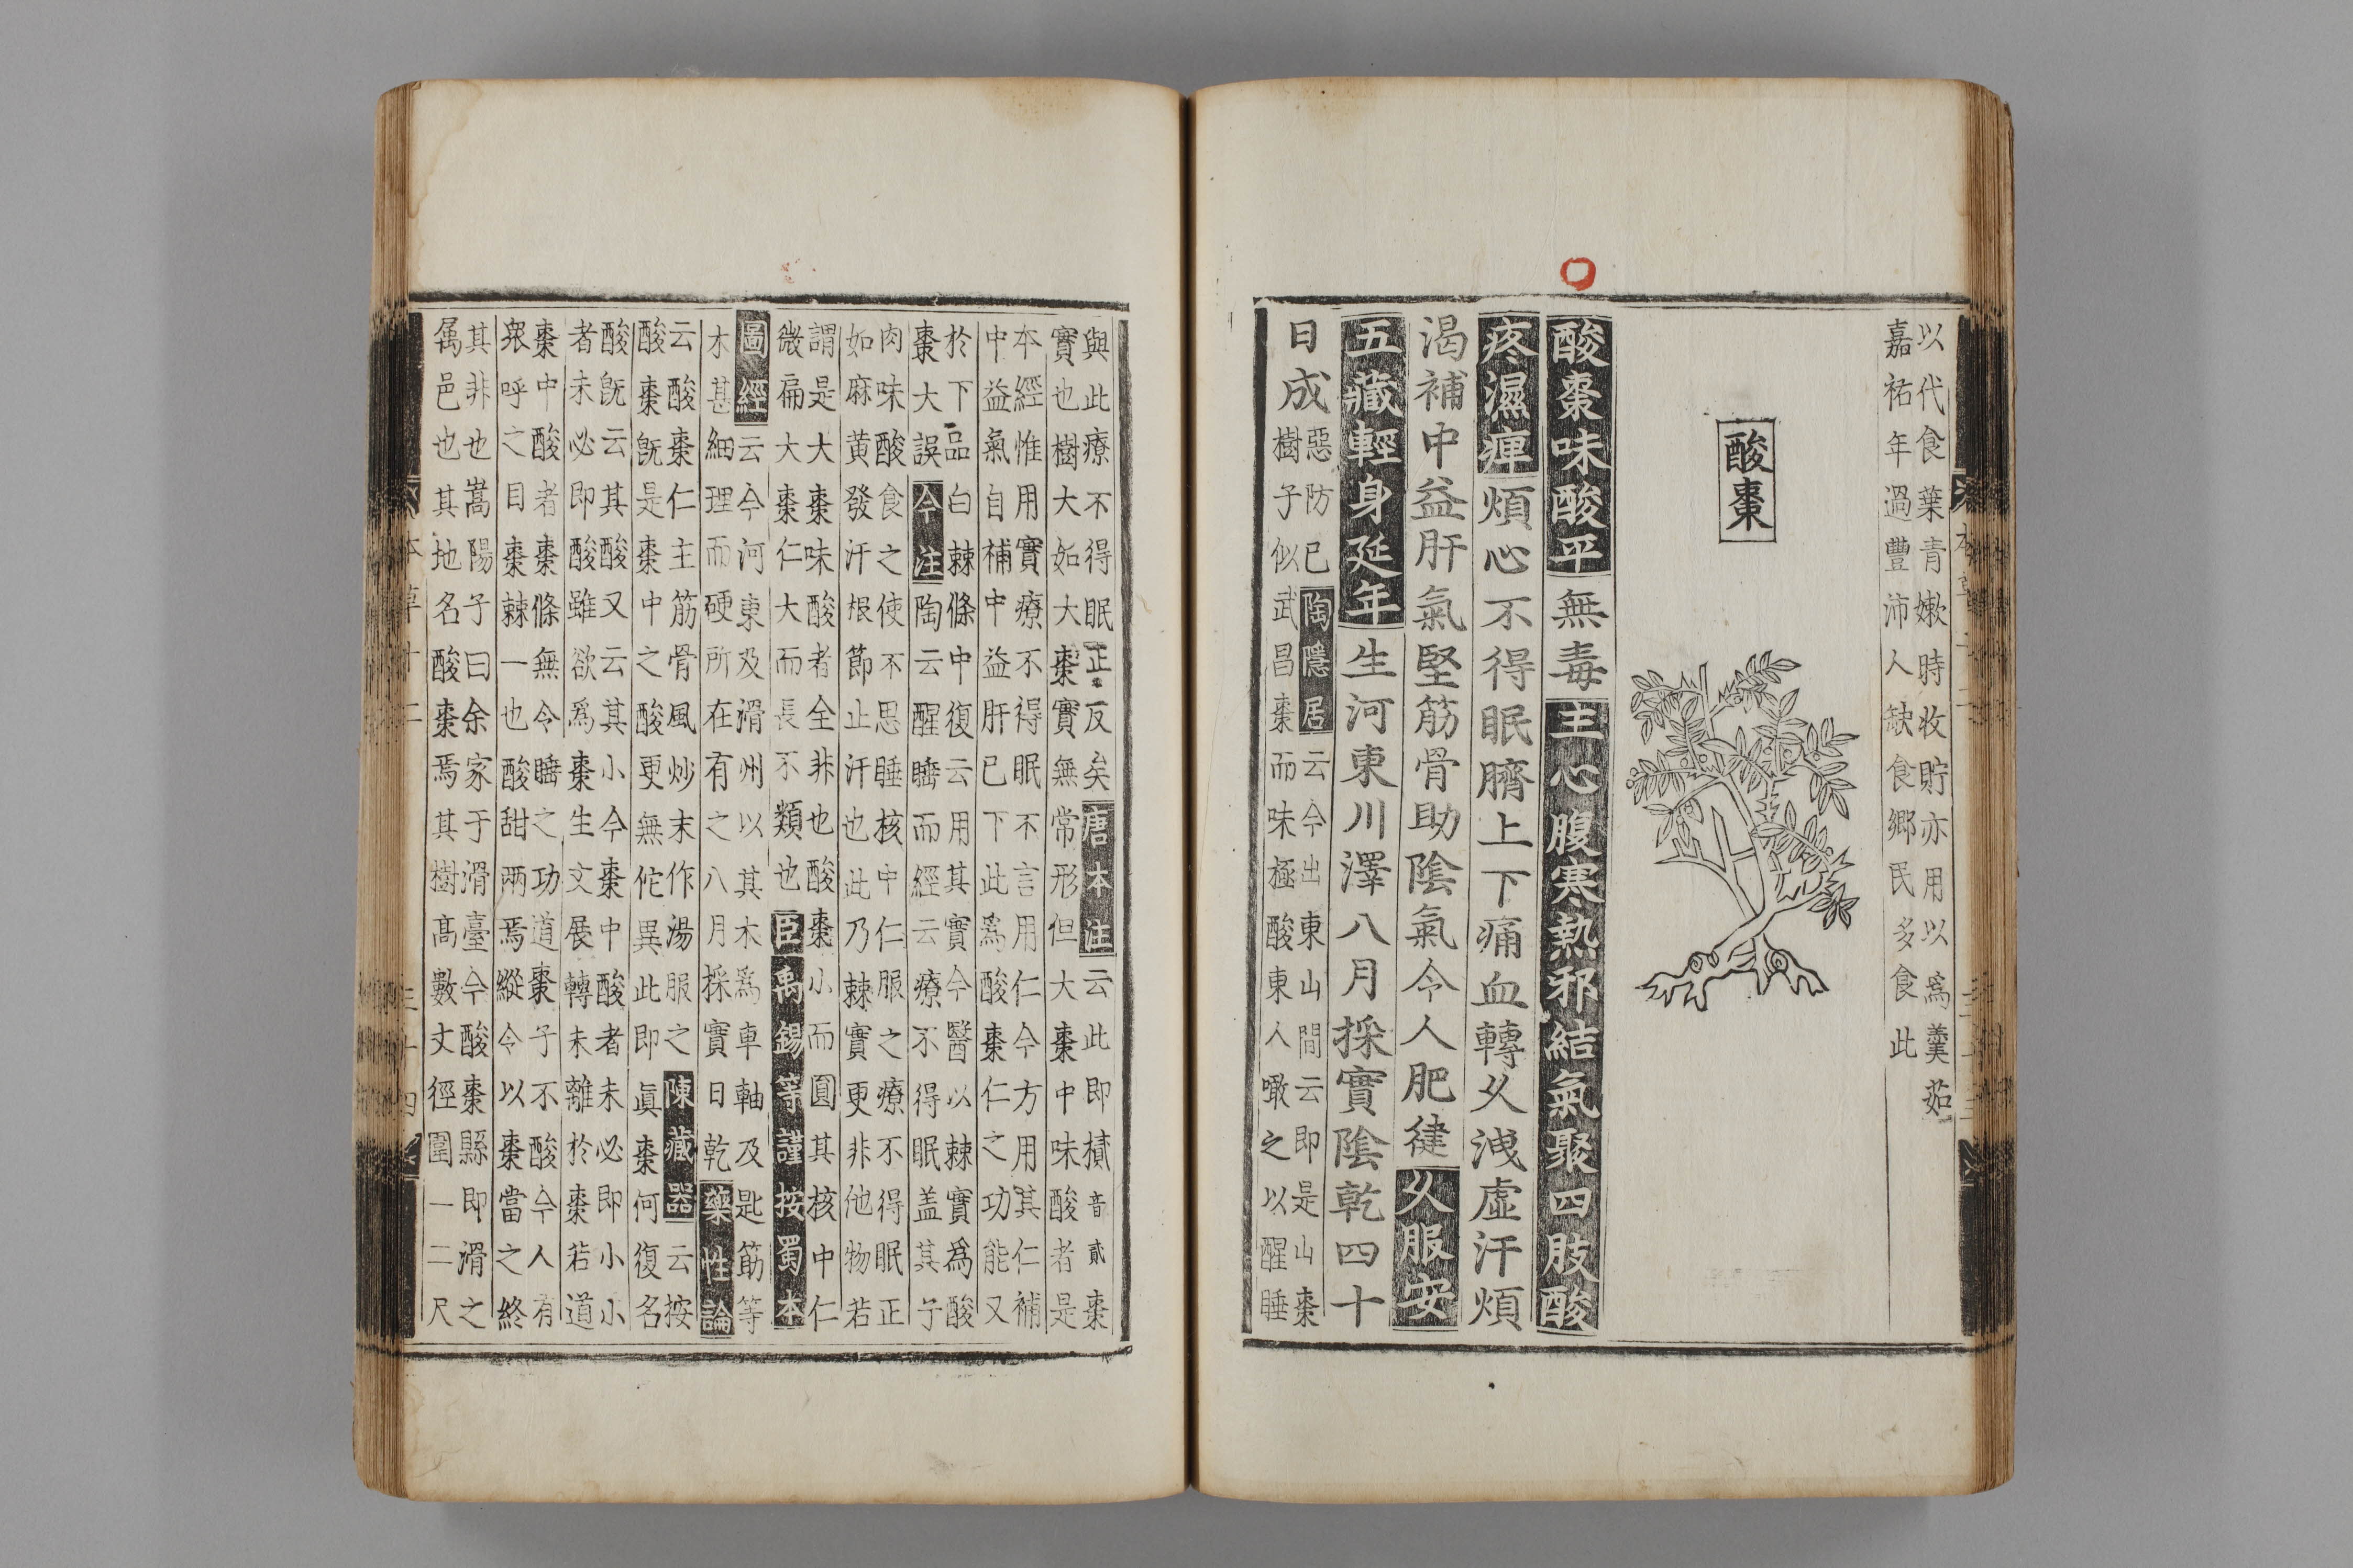 以代食葉青嫰時收貯亦用以爲羮茹
嘉祐年過豐沛人缺食鄉民多食此
酸棗
酸棗味酸平無毒主心腹寒熱邪結氣聚四肢酸
疼濕痹煩心不得眠臍上下痛血轉乆洩虛汗煩
渴補中益肝氣堅筋骨助陰氣令人肥健乆服安
五藏輕身延年生河東川澤八月採實陰乾四十
日成
惡防已陶隱居云今出東山間云即是山棗
樹子似武昌棗而味極酸東人噉之以醒睡
與此療不得眠正反矣唐本注云此即樲音貳棗
實也樹大如大棗實無常形但大棗中味酸者是
本經惟用實療不得眠不言用仁今方用其仁補
中益氣自補中益肝已下此爲酸棗仁之功能又
於下品白棘條中復云用其實今醫以棘實爲酸
棗大誤今注陶云醒睡而經云療不得眠盖其子
肉味酸食之使不思睡核中仁服之療不得眠正
如麻黄發汗根節止汗也此乃棘實更非他物若
謂是大棗味酸者全非也酸棗小而圓其核中仁
微扁大棗仁大而長不類也臣禹錫等謹按蜀本
圖經云今河東及滑州以其木爲車軸及匙筯等
木甚細理而硬所在有之八月採實日乾藥性論
云酸棗仁主筋骨風炒末作湯服之陳藏器云按
酸棗旣是棗中之酸更無佗異此即眞棗何復名
酸旣云其酸又云其小今棗中酸者未必即小小
者未必即酸雖欲爲棗生文展轉未離於棗若道
棗中酸者棗條無令睡之功道棗子不酸今人有
衆呼之目棗棘一也酸甜兩焉縱令以棗當之終
其非也嵩陽子曰余家于滑臺今酸棗縣即滑之
属邑也其地名酸棗焉其樹高數丈徑圍一二尺